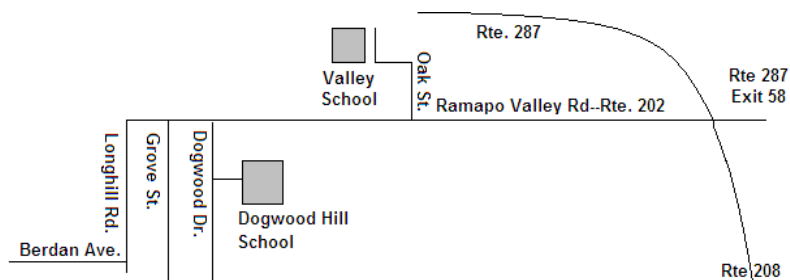 Rte. 287
Rte 287
Exit 58
Valley
School
Oak St.
Ramapo Valley Rd--Rte. 202
Longhill Rd.
Grove St.
Dogwood Dr.
Dogwood Hill
School
Berdan Ave.
Rte 208